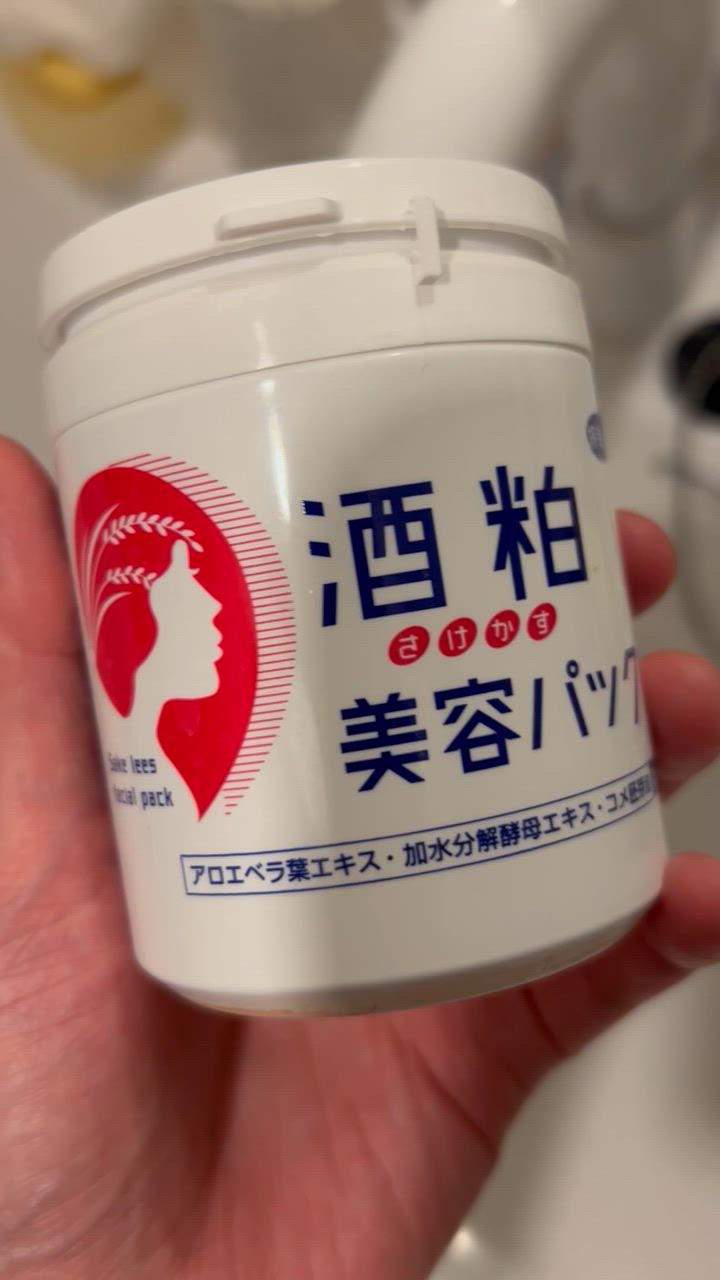 酒粕
さけかす
美容パック
Sake lees
facial pack
アロエベラ葉エキス・加水分解酵母エキス・コメ